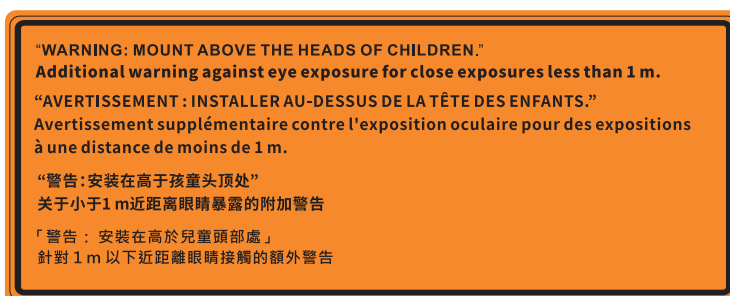 “WARNING: MOUNT ABOVE THE HEADS OF CHILDREN.”
Additional warning against eye exposure for close exposures less than 1 m.
“AVERTISSEMENT : INSTALLER AU-DESSUS DE LA TÊTE DES ENFANTS.”
Avertissement supplémentaire contre l'exposition oculaire pour des expositions
à une distance de moins de 1 m.
“警告:安装在高于孩童头顶处”
关于小于1 m近距离眼睛暴露的附加警告
「警告： 安裝在高於兒童頭部處」
針對 1 m 以下近距離眼睛接觸的額外警告